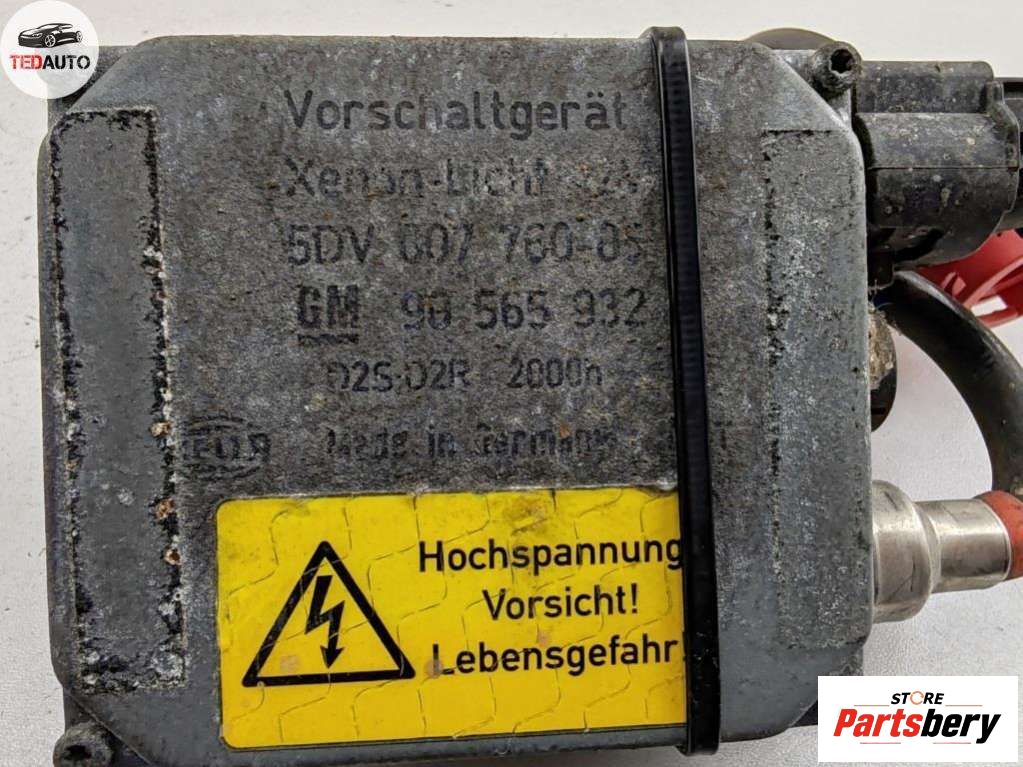 TEDAUTO
Vorschaltgerät
Xenon-Licht
5DV 007 760-05
GM 90 565 932
D2S-D2R 2000h
HELLA Made in Germany
Hochspannung
Vorsicht!
Lebensgefahr!
STORE
Partsbery